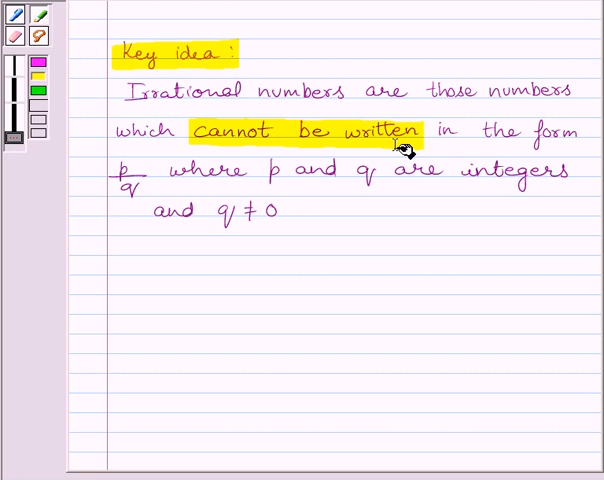 Key idea:
Irrational numbers are those numbers
which cannot be written in the form
p/q where p and q are integers
and q ≠ 0